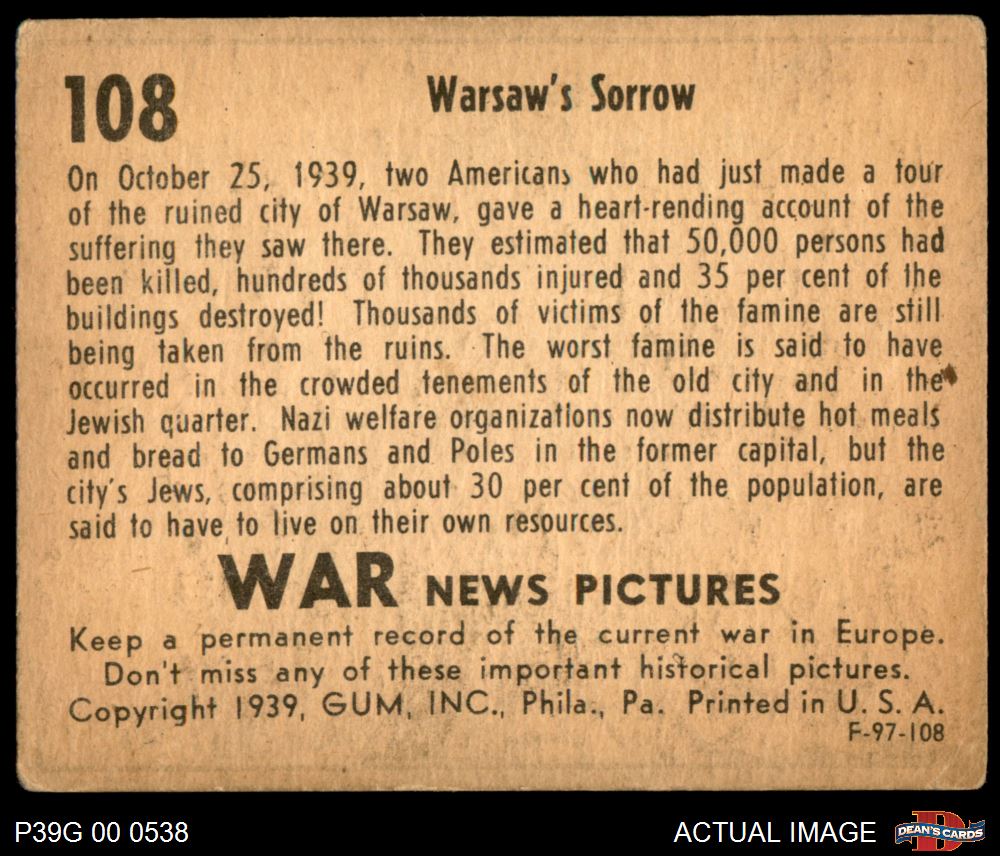 108
Warsaw's Sorrow
On October 25, 1939, two Americans who had just made a tour
of the ruined city of Warsaw, gave a heart-rending account of the
suffering they saw there. They estimated that 50,000 persons had
been killed, hundreds of thousands injured and 35 per cent of the
buildings destroyed! Thousands of victims of the famine are still
being taken from the ruins. The worst famine is said to have
occurred in the crowded tenements of the old city and in the
Jewish quarter. Nazi welfare organizations now distribute hot meals
and bread to Germans and Poles in the former capital, but the
city's Jews, comprising about 30 per cent of the population, are
said to have to live on their own resources.
WAR NEWS PICTURES
Keep a permanent record of the current war in Europe.
Don't miss any of these important historical pictures.
Copyright 1939, GUM, INC., Phila., Pa. Printed in U. S. A.
F-97-108
P39G 00 0538
ACTUAL IMAGE
D
DEAN'S CARDS